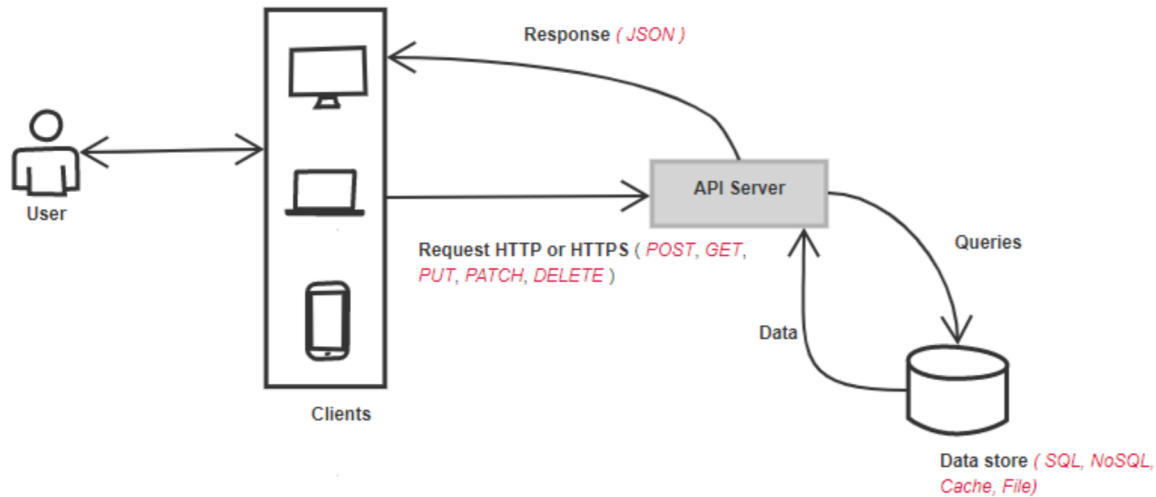 Response ( JSON )
API Server
User
Request HTTP or HTTPS ( POST, GET,
PUT, PATCH, DELETE )
Queries
Data
Clients
Data store ( SQL, NoSQL,
Cache, File)